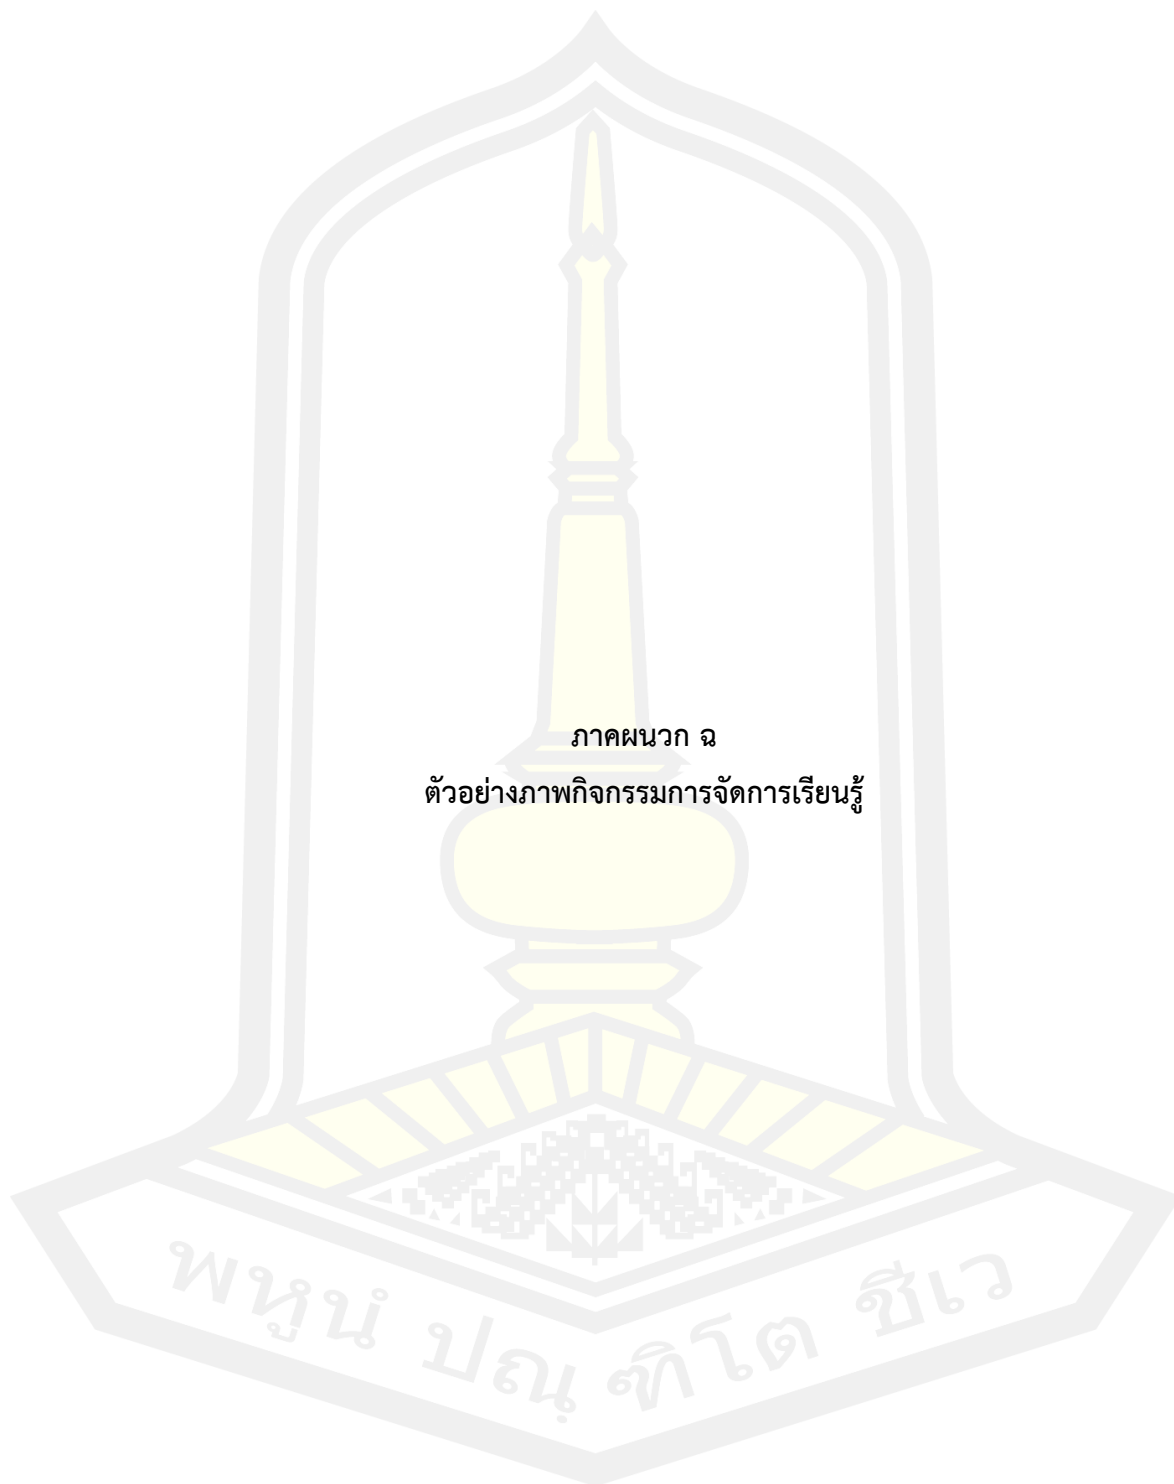 ภาคผนวก ฉ
ตัวอย่างภาพกิจกรรมการจัดการเรียนรู้
พหูนํ ปณฺฑิโต ชีเว